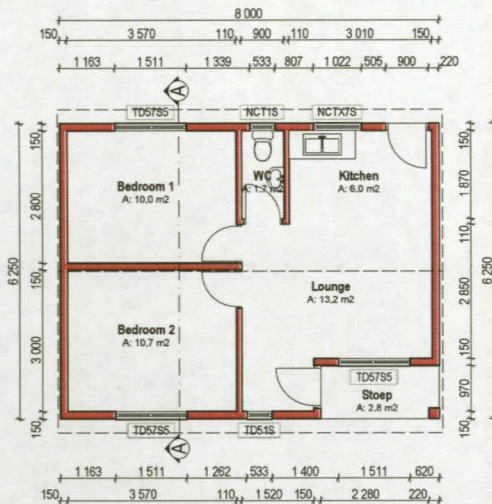 8 000
150 3 570 110 900 110 3 010 150
1 163 1 511 1 339 533 807 1 022 505 900 220
A
TD57S5 NCT1S NCTX7S
150 2 800 150 3 000 150
6 250
Bedroom 1
A: 10.0 m2
WC
A: 1.7 m2
Kitchen
A: 6.0 m2
150 1 870 110 2 850 150 970 150
6 250
Lounge
A: 13,2 m2
Bedroom 2
A: 10.7 m2
TD57S5
Stoep
A: 2,8 m2
TD57S5 TD51S
A
1 163 1 511 1 262 533 1 400 1 511 620
150 3 570 110 1 520 150 2 280 220